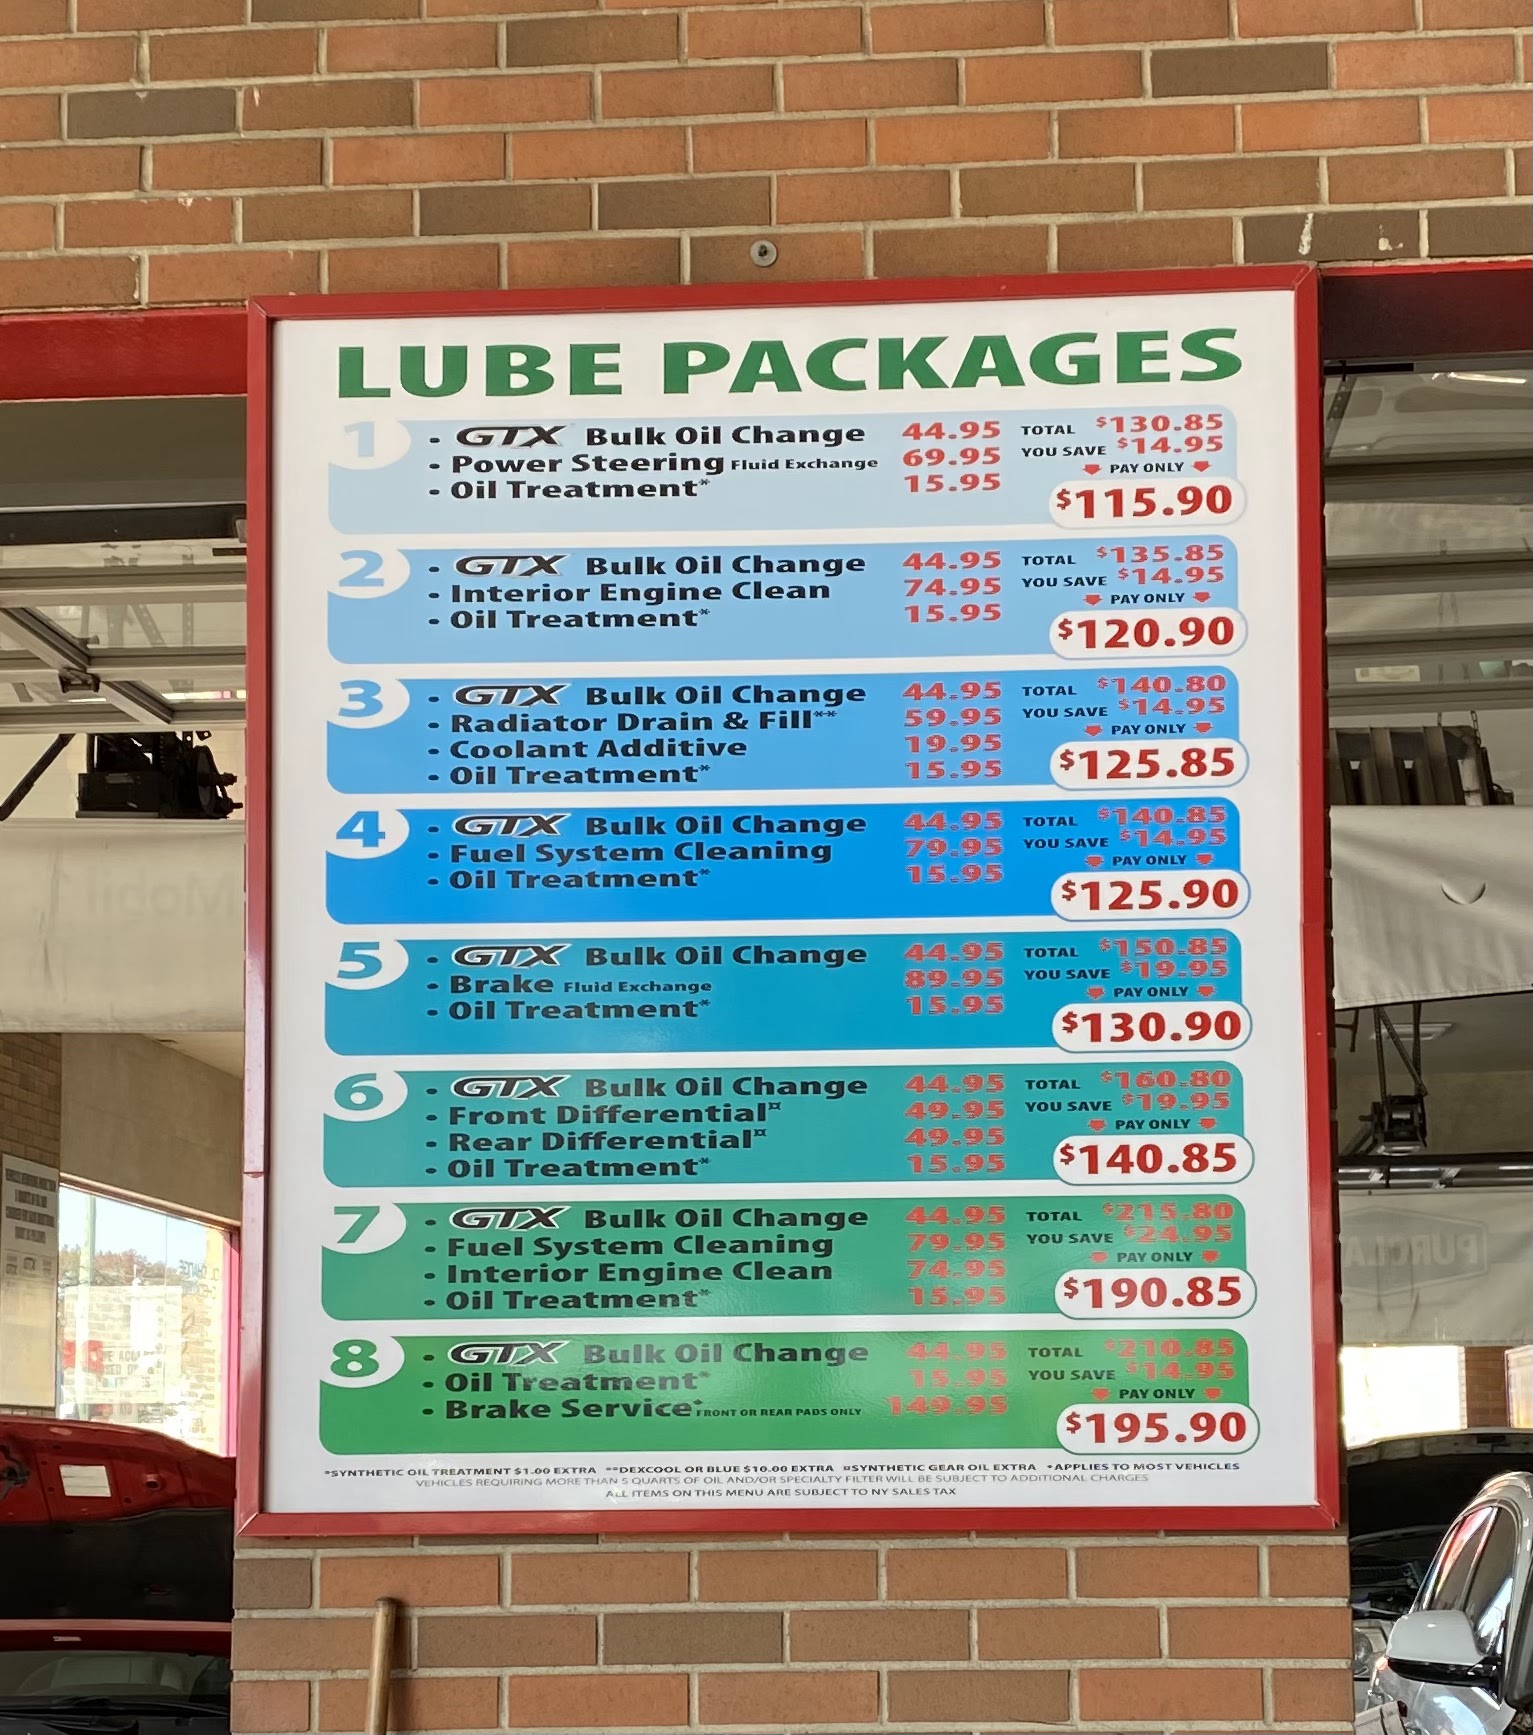 LUBE PACKAGES
1
• GTX Bulk Oil Change 44.95
• Power Steering Fluid Exchange 69.95
• Oil Treatment* 15.95
TOTAL $130.85
YOU SAVE $14.95
PAY ONLY
$115.90
2
• GTX Bulk Oil Change 44.95
• Interior Engine Clean 74.95
• Oil Treatment* 15.95
TOTAL $135.85
YOU SAVE $14.95
PAY ONLY
$120.90
3
• GTX Bulk Oil Change 44.95
• Radiator Drain & Fill** 59.95
• Coolant Additive 19.95
• Oil Treatment* 15.95
TOTAL $140.80
YOU SAVE $14.95
PAY ONLY
$125.85
4
• GTX Bulk Oil Change 44.95
• Fuel System Cleaning 79.95
• Oil Treatment* 15.95
TOTAL $140.85
YOU SAVE $14.95
PAY ONLY
$125.90
5
• GTX Bulk Oil Change 44.95
• Brake Fluid Exchange 89.95
• Oil Treatment* 15.95
TOTAL $150.85
YOU SAVE $19.95
PAY ONLY
$130.90
6
• GTX Bulk Oil Change 44.95
• Front Differential¤ 49.95
• Rear Differential¤ 49.95
• Oil Treatment* 15.95
TOTAL $160.80
YOU SAVE $19.95
PAY ONLY
$140.85
7
• GTX Bulk Oil Change 44.95
• Fuel System Cleaning 79.95
• Interior Engine Clean 74.95
• Oil Treatment* 15.95
TOTAL $215.80
YOU SAVE $24.95
PAY ONLY
$190.85
8
• GTX Bulk Oil Change 44.95
• Oil Treatment* 15.95
• Brake Service⁺ FRONT OR REAR PADS ONLY 149.95
TOTAL $210.85
YOU SAVE $14.95
PAY ONLY
$195.90
*SYNTHETIC OIL TREATMENT $1.00 EXTRA **DEXCOOL OR BLUE $10.00 EXTRA ¤SYNTHETIC GEAR OIL EXTRA ⁺APPLIES TO MOST VEHICLES
VEHICLES REQUIRING MORE THAN 5 QUARTS OF OIL AND/OR SPECIALTY FILTER WILL BE SUBJECT TO ADDITIONAL CHARGES
ALL ITEMS ON THIS MENU ARE SUBJECT TO NY SALES TAX
Mobil 1